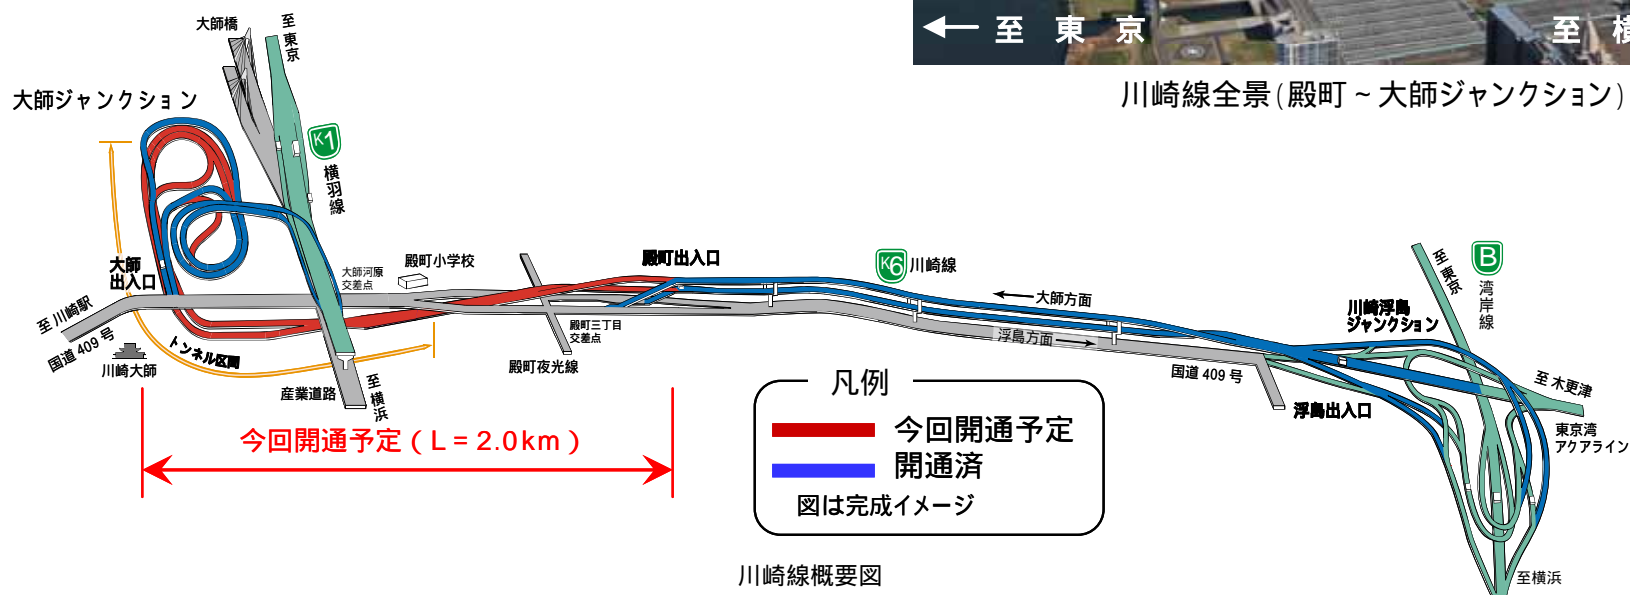 ← 至 東 京
至 横
川崎線全景(殿町~大師ジャンクション)
大師橋
至東京
大師ジャンクション
K1
横羽線
大師
出入口
大師河原
交差点
殿町小学校
殿町出入口
K6
川崎線
← 大師方面
浮島方面 →
至東京
B
湾岸線
川崎浮島
ジャンクション
至 川崎駅
国道 409 号
川崎大師
トンネル区間
殿町三丁目
交差点
殿町夜光線
産業道路
至横浜
国道 409 号
浮島出入口
至 木更津
東京湾
アクアライン
至横浜
今回開通予定(L=2.0km)
凡例
今回開通予定
開通済
図は完成イメージ
川崎線概要図